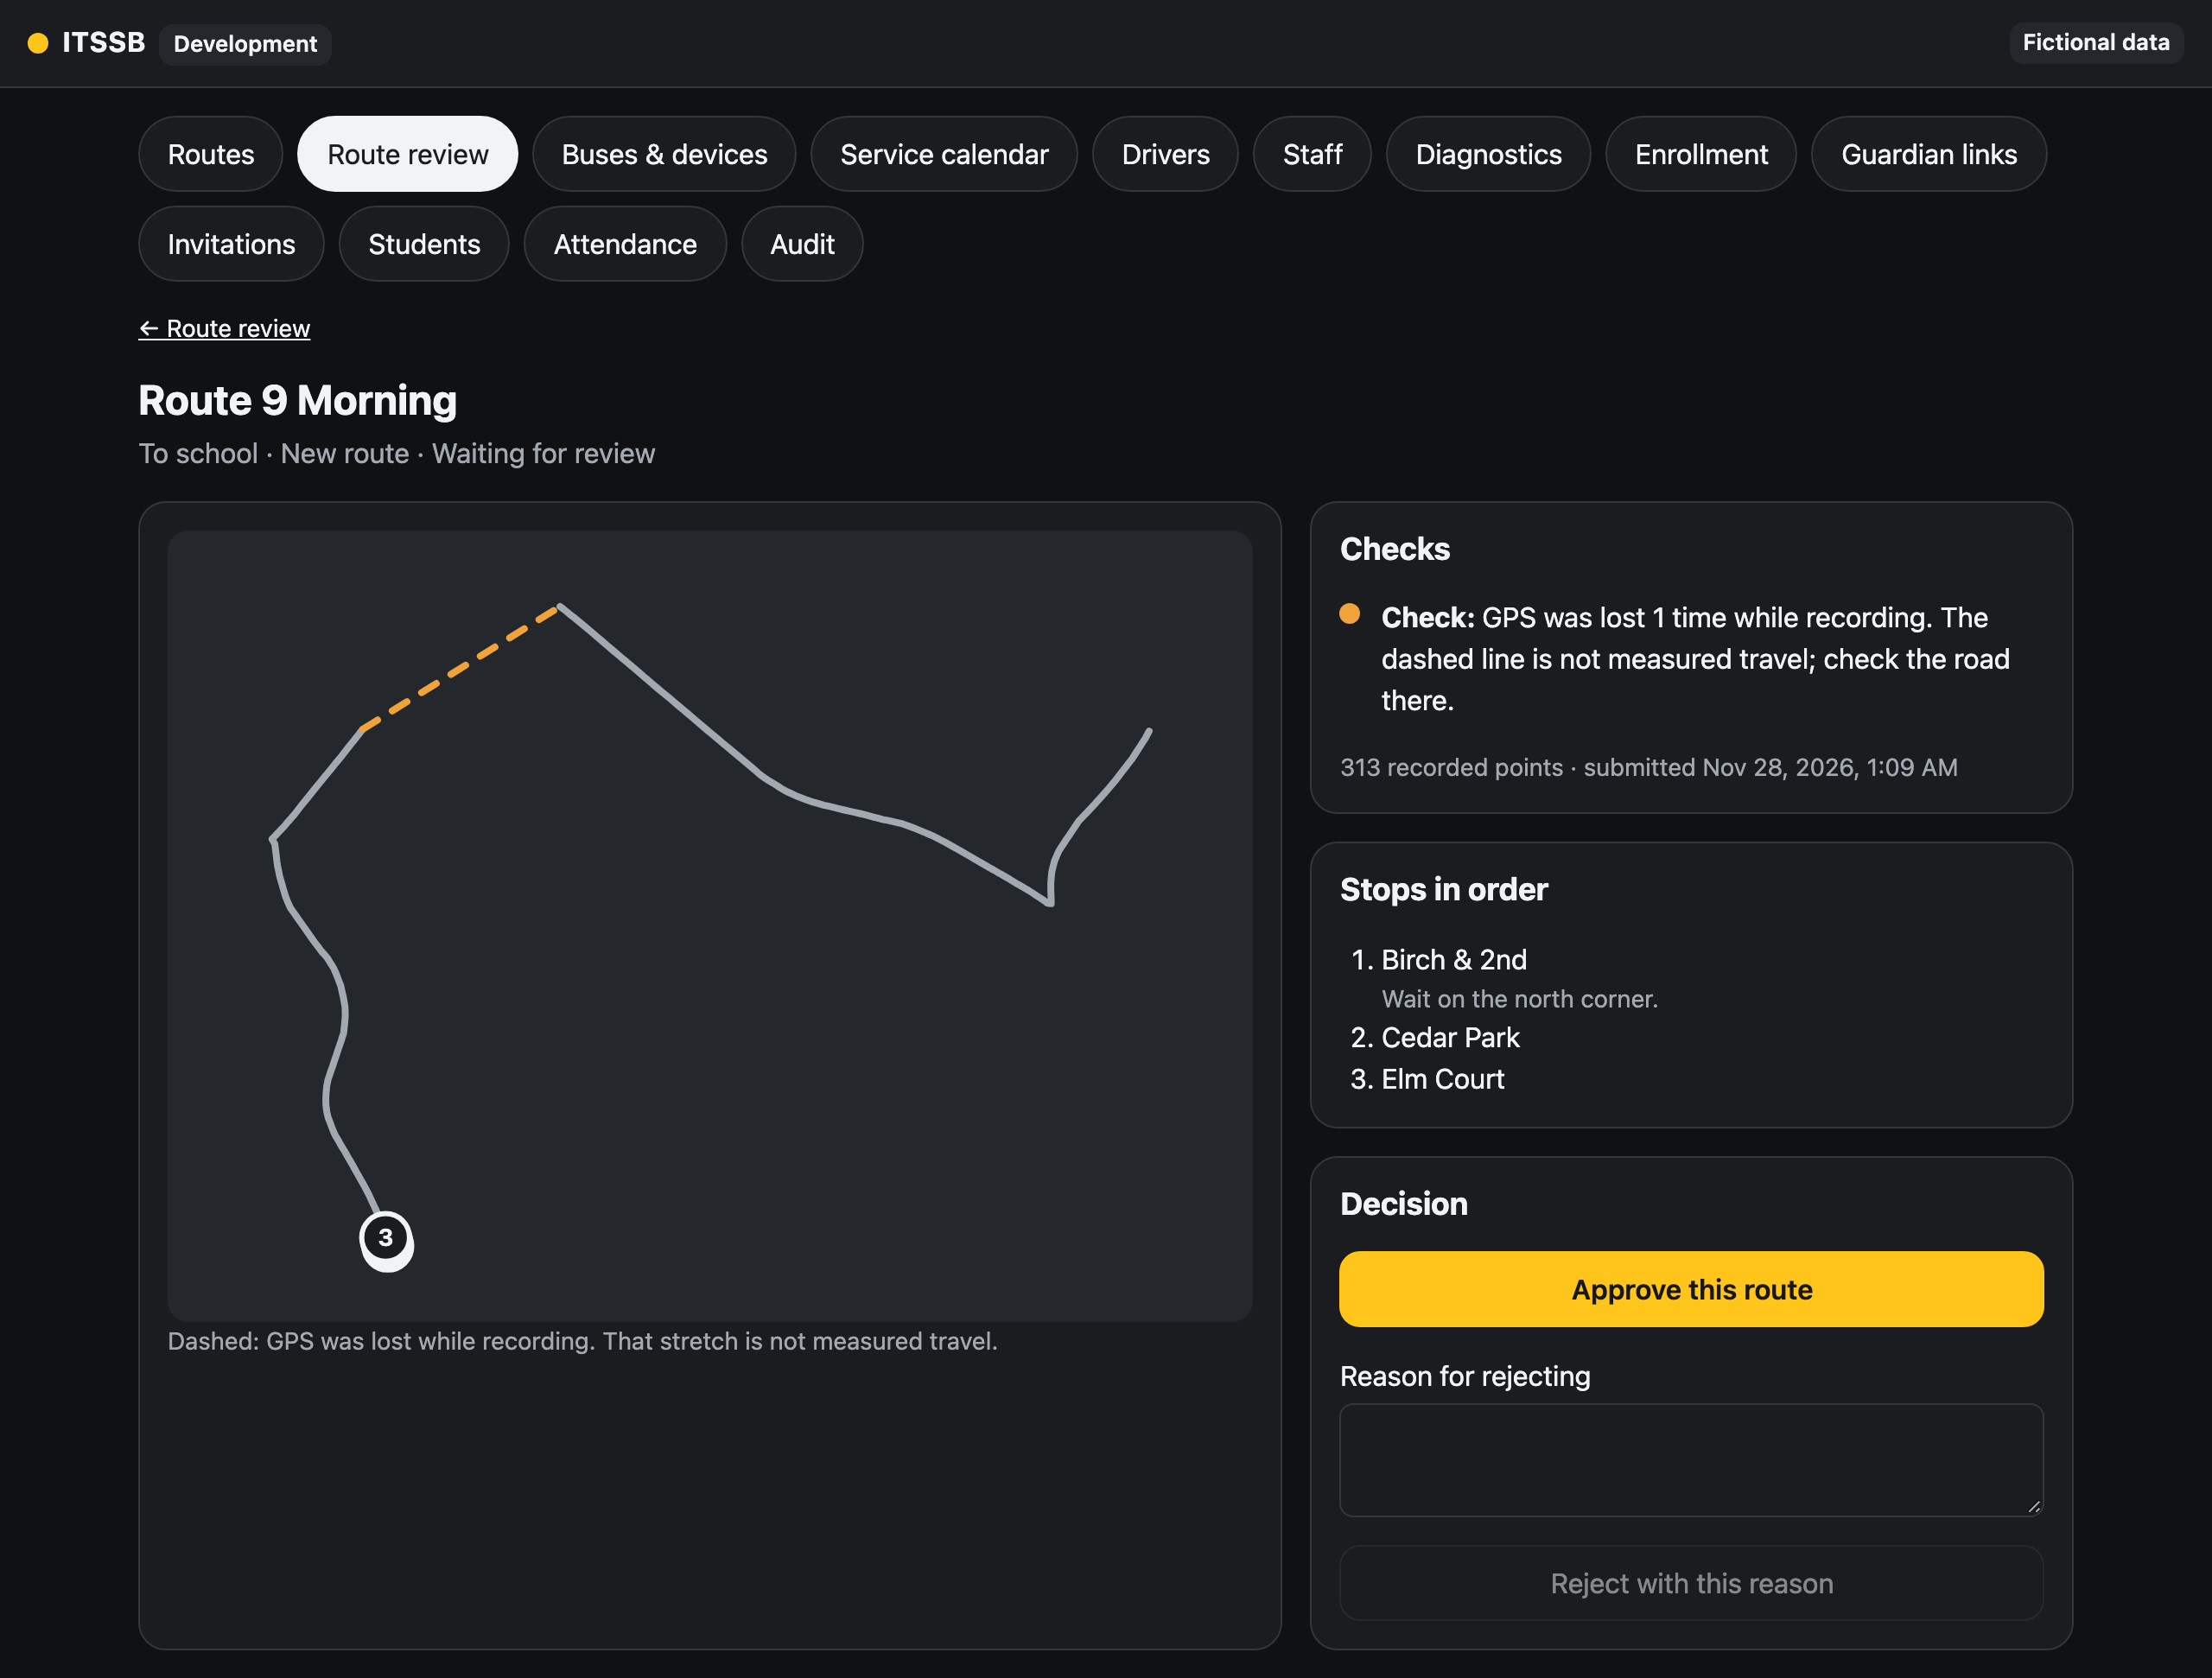 ITSSB Development
Fictional data
Routes Route review Buses & devices Service calendar Drivers Staff Diagnostics Enrollment Guardian links
Invitations Students Attendance Audit
← Route review
Route 9 Morning
To school · New route · Waiting for review
3
Dashed: GPS was lost while recording. That stretch is not measured travel.
Checks
Check: GPS was lost 1 time while recording. The
dashed line is not measured travel; check the road
there.
313 recorded points · submitted Nov 28, 2026, 1:09 AM
Stops in order
1. Birch & 2nd
Wait on the north corner.
2. Cedar Park
3. Elm Court
Decision
Approve this route
Reason for rejecting
Reject with this reason